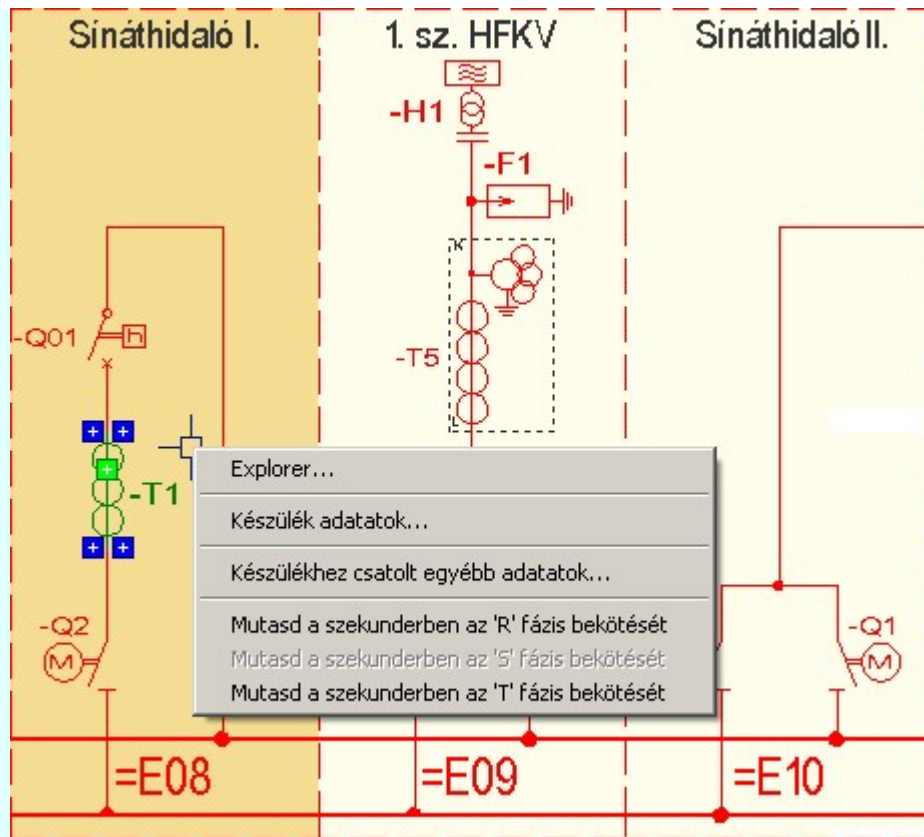 Sínáthidaló I.
1. sz. HFKV
Sínáthidaló II.
-H1
-F1
K
-Q01
h
-T5
L
-T1
Explorer...
Készülék adatatok...
Készülékhez csatolt egyébb adatatok...
Mutasd a szekunderben az 'R' fázis bekötését
Mutasd a szekunderben az 'S' fázis bekötését
Mutasd a szekunderben az 'T' fázis bekötését
-Q2
M
-Q1
M
=E08
=E09
=E10